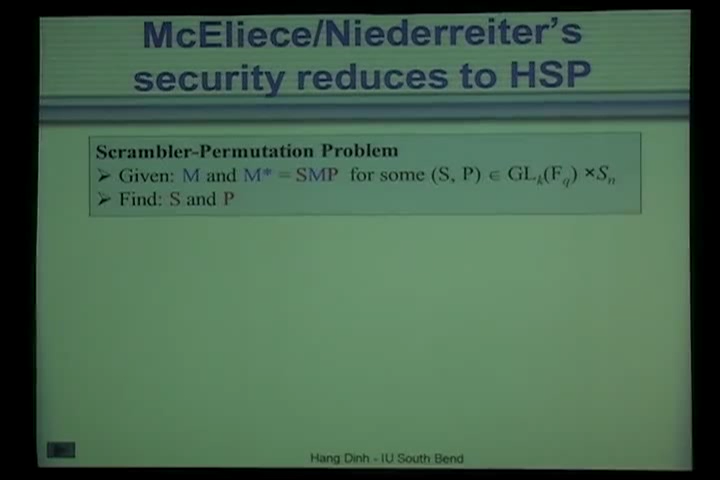 McEliece/Niederreiter's
security reduces to HSP
Scrambler-Permutation Problem
➢ Given: M and M* = SMP for some (S, P) ∈ GLₖ(F_q) ×Sₙ
➢ Find: S and P
Hang Dinh - IU South Bend